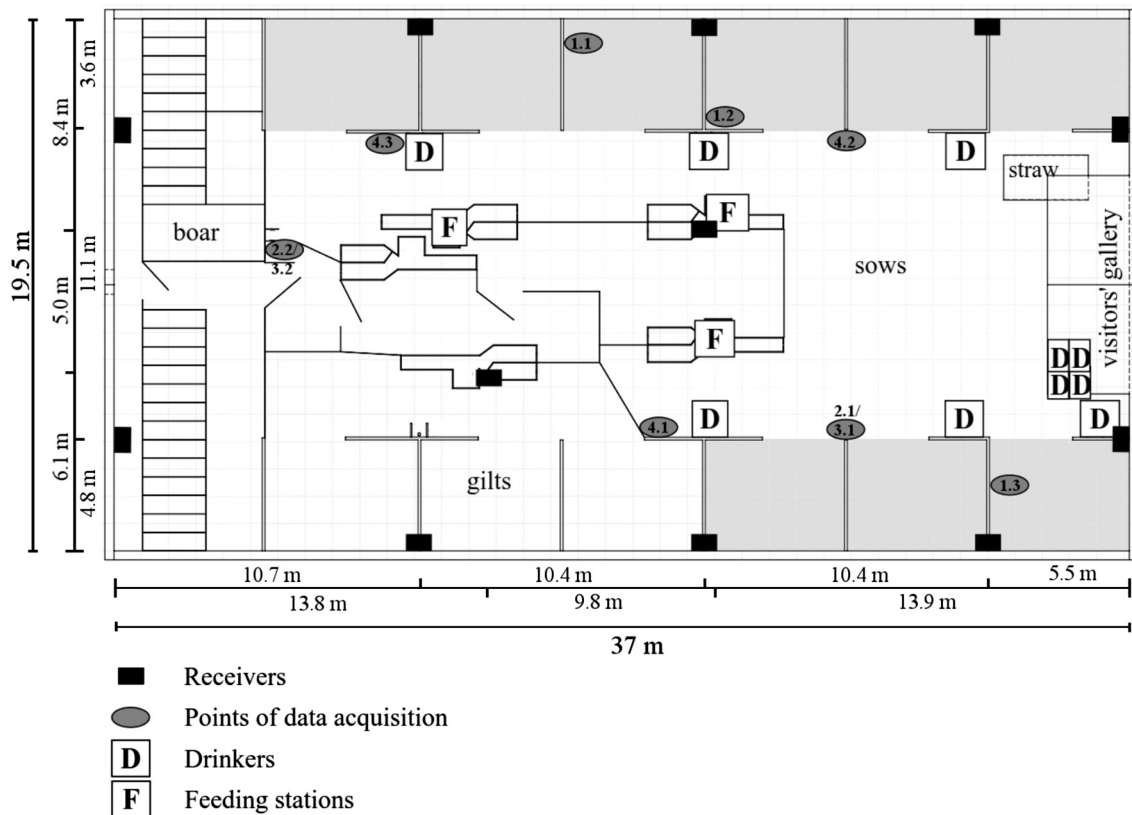 19.5 m
8.4 m
5.0 m
6.1 m
3.6 m
11.1 m
4.8 m
1.1
1.2
4.3
4.2
D
D
D
straw
boar
F
F
2.2/
3.2
sows
visitors' gallery
F
D D
D D
2.1/
3.1
4.1
D
D
D
gilts
1.3
10.7 m
10.4 m
10.4 m
5.5 m
13.8 m
9.8 m
13.9 m
37 m
Receivers
Points of data acquisition
D Drinkers
F Feeding stations